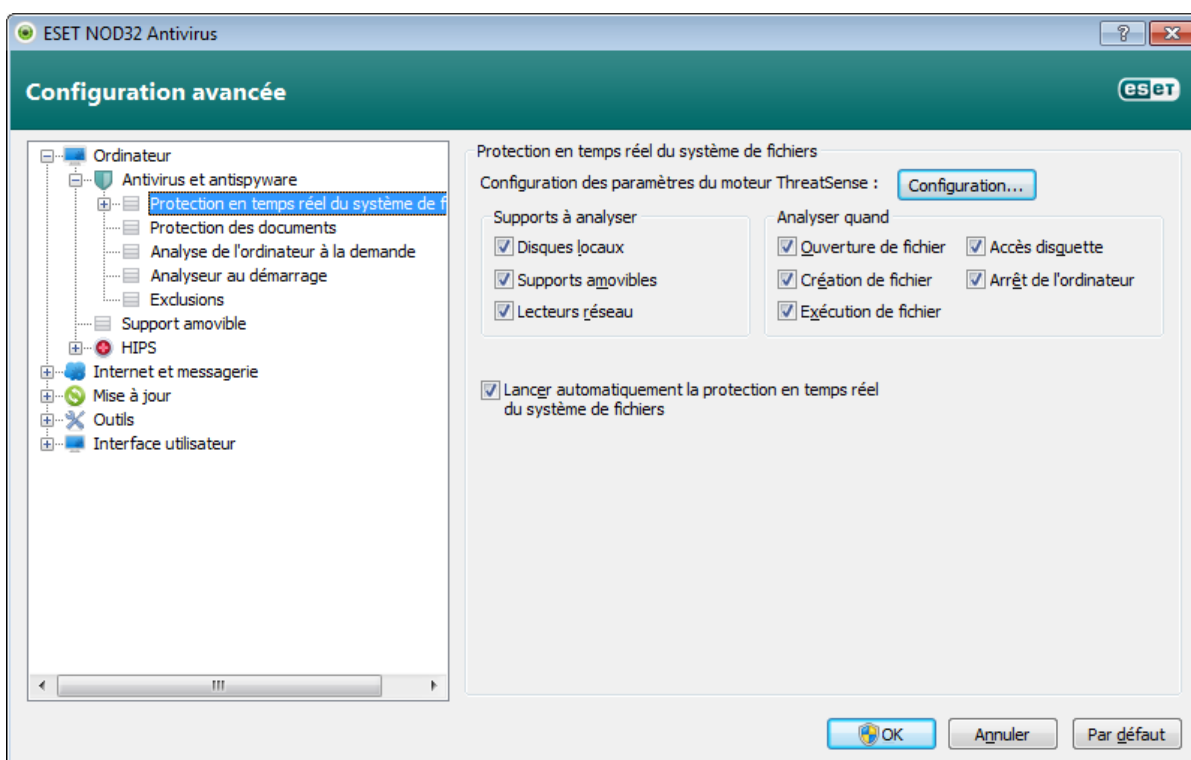 ESET NOD32 Antivirus
Configuration avancée
eseT
Ordinateur
Antivirus et antispyware
Protection en temps réel du système de f
Protection des documents
Analyse de l'ordinateur à la demande
Analyseur au démarrage
Exclusions
Support amovible
HIPS
Internet et messagerie
Mise à jour
Outils
Interface utilisateur
Protection en temps réel du système de fichiers
Configuration des paramètres du moteur ThreatSense : Configuration...
Supports à analyser
Disques locaux
Supports amovibles
Lecteurs réseau
Analyser quand
Ouverture de fichier Accès disquette
Création de fichier Arrêt de l'ordinateur
Exécution de fichier
Lancer automatiquement la protection en temps réel
du système de fichiers
OK Annuler Par défaut